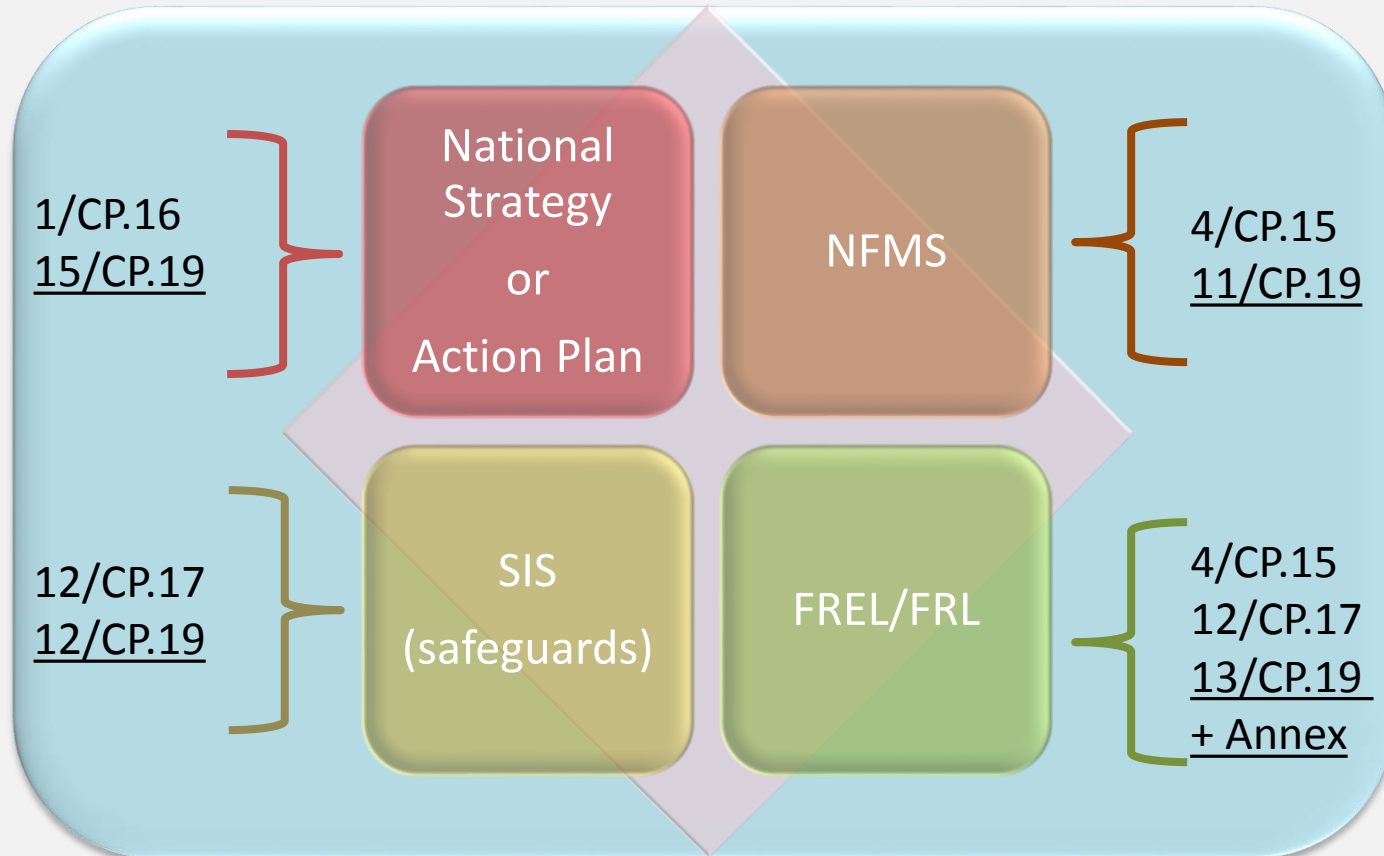 1/CP.16
15/CP.19
National
Strategy
or
Action Plan
NFMS
4/CP.15
11/CP.19
12/CP.17
12/CP.19
SIS
(safeguards)
FREL/FRL
4/CP.15
12/CP.17
13/CP.19
+ Annex